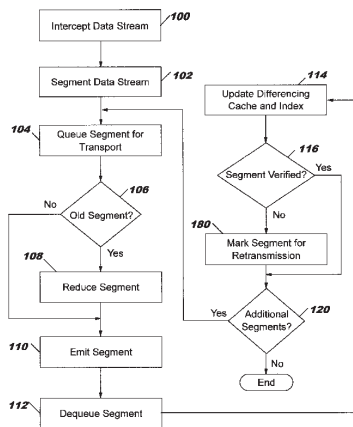 100
Intercept Data Stream
102
Segment Data Stream
104
Queue Segment for
Transport
106
No
Old Segment?
Yes
108
Reduce Segment
110
Emit Segment
112
Dequeue Segment
114
Update Differencing
Cache and Index
116
Yes
Segment Verified?
No
180
Mark Segment for
Retransmission
Yes
120
Additional
Segments?
No
End